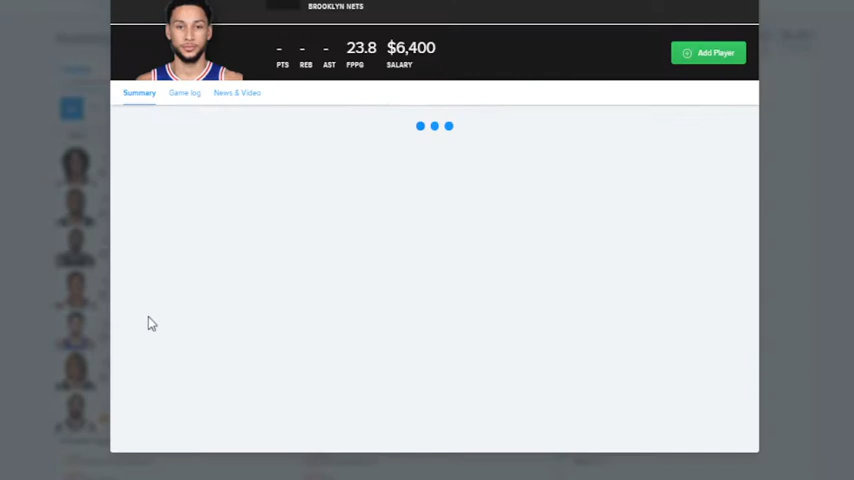 BROOKLYN NETS
- - - 23.8 $6,400
PTS REB AST FPPG SALARY
Add Player
Summary Game log News & Video